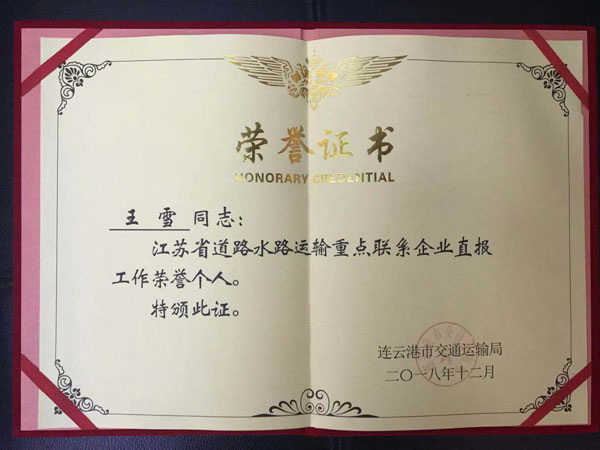 荣誉证书
HONORARY CREDENTIAL
王 雪 同志：
江苏省道路水路运输重点联系企业直报
工作荣誉个人。
特颁此证。
连云港市交通运输局
二〇一八年十二月